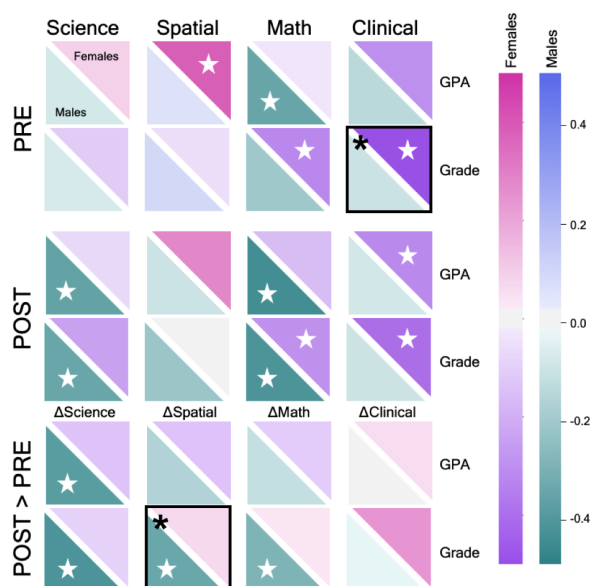 Science Spatial Math Clinical
Females
Males
PRE
GPA
Grade
POST
GPA
Grade
ΔScience ΔSpatial ΔMath ΔClinical
POST > PRE
GPA
*
Grade
*
Females
Males
0.4
0.2
0.0
-0.2
-0.4